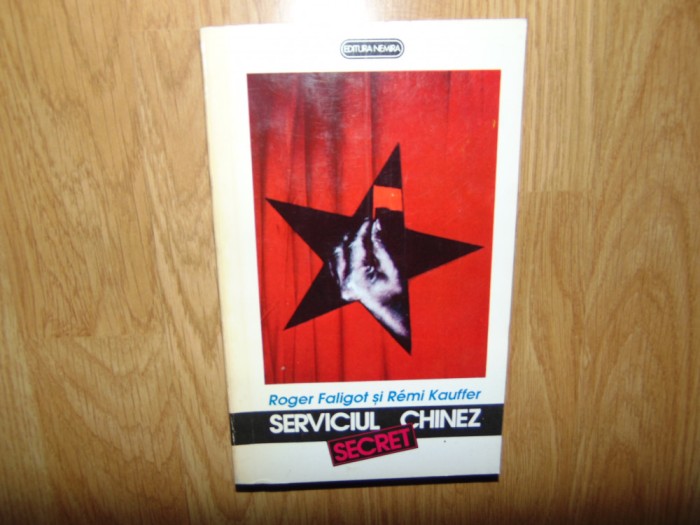 EDITURA NEMIRA
Roger Faligot și Rémi Kauffer
SERVICIUL CHINEZ
SECRET